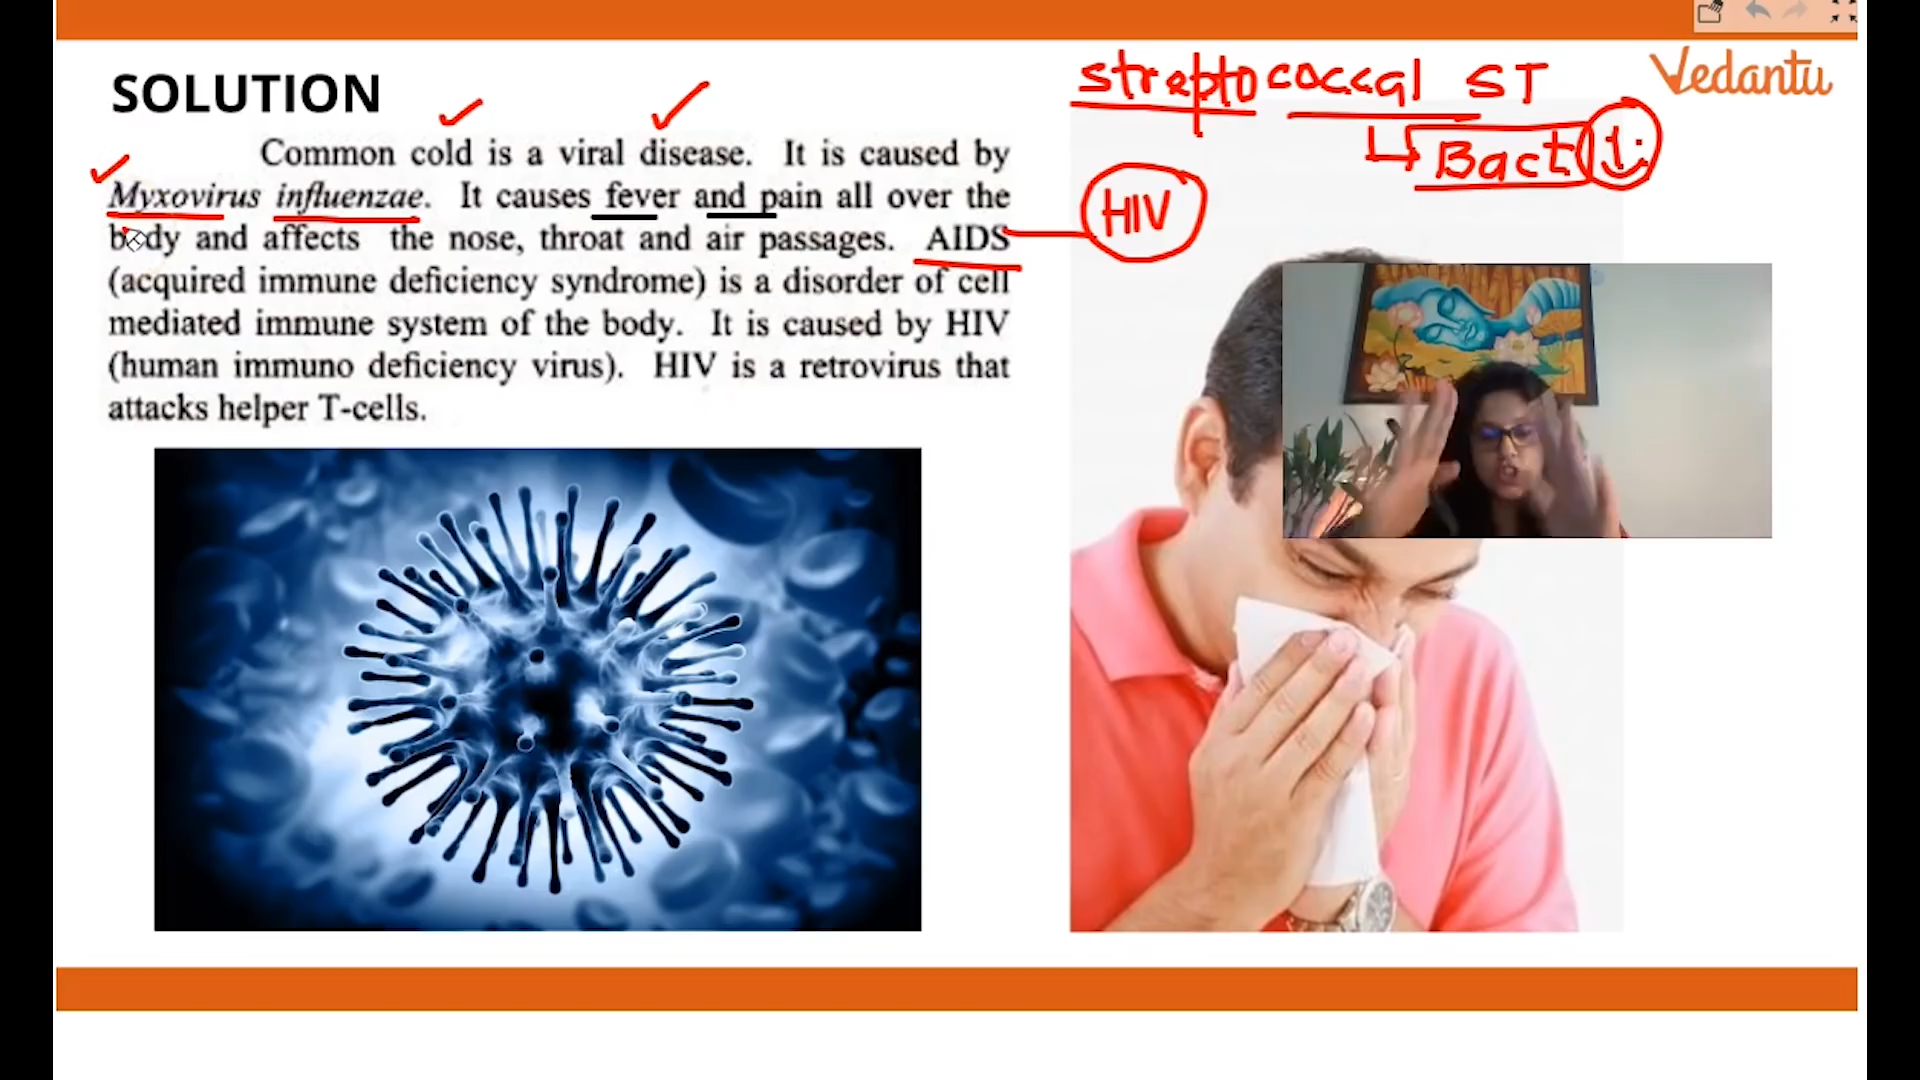 SOLUTION
Common cold is a viral disease. It is caused by
Myxovirus influenzae. It causes fever and pain all over the
body and affects the nose, throat and air passages. AIDS
(acquired immune deficiency syndrome) is a disorder of cell
mediated immune system of the body. It is caused by HIV
(human immuno deficiency virus). HIV is a retrovirus that
attacks helper T-cells.
streptococcal ST
Bact
HIV
Vedantu